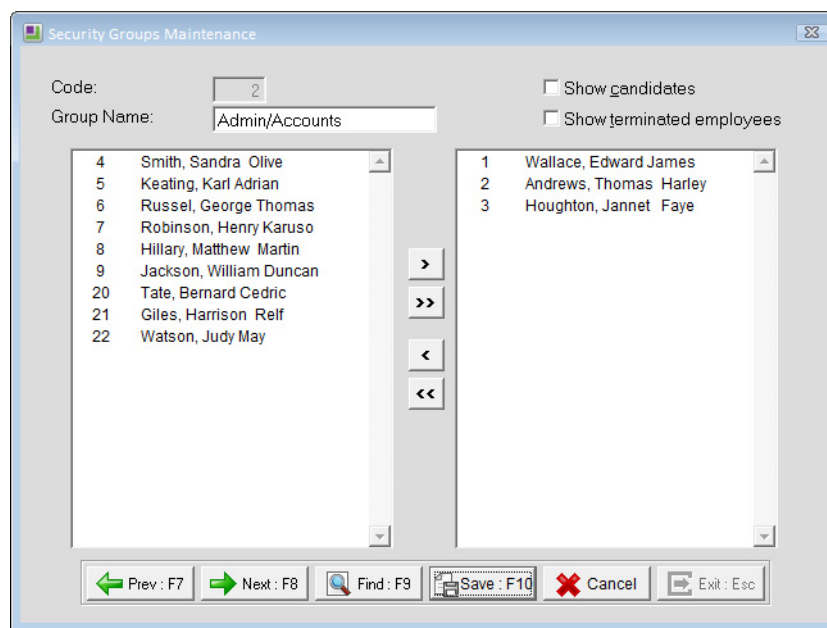 Security Groups Maintenance
Code: 2
Show candidates
Group Name: Admin/Accounts
Show terminated employees
4 Smith, Sandra Olive
5 Keating, Karl Adrian
6 Russel, George Thomas
7 Robinson, Henry Karuso
8 Hillary, Matthew Martin
9 Jackson, William Duncan
20 Tate, Bernard Cedric
21 Giles, Harrison Relf
22 Watson, Judy May
>
>>
<
<<
1 Wallace, Edward James
2 Andrews, Thomas Harley
3 Houghton, Jannet Faye
Prev : F7 Next : F8 Find : F9 Save : F10 Cancel Exit : Esc